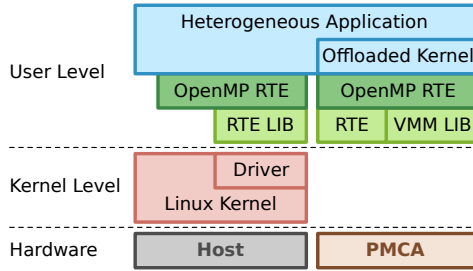 Heterogeneous Application
Offloaded Kernel
User Level
OpenMP RTE OpenMP RTE
RTE LIB RTE VMM LIB
Driver
Kernel Level
Linux Kernel
Hardware Host PMCA